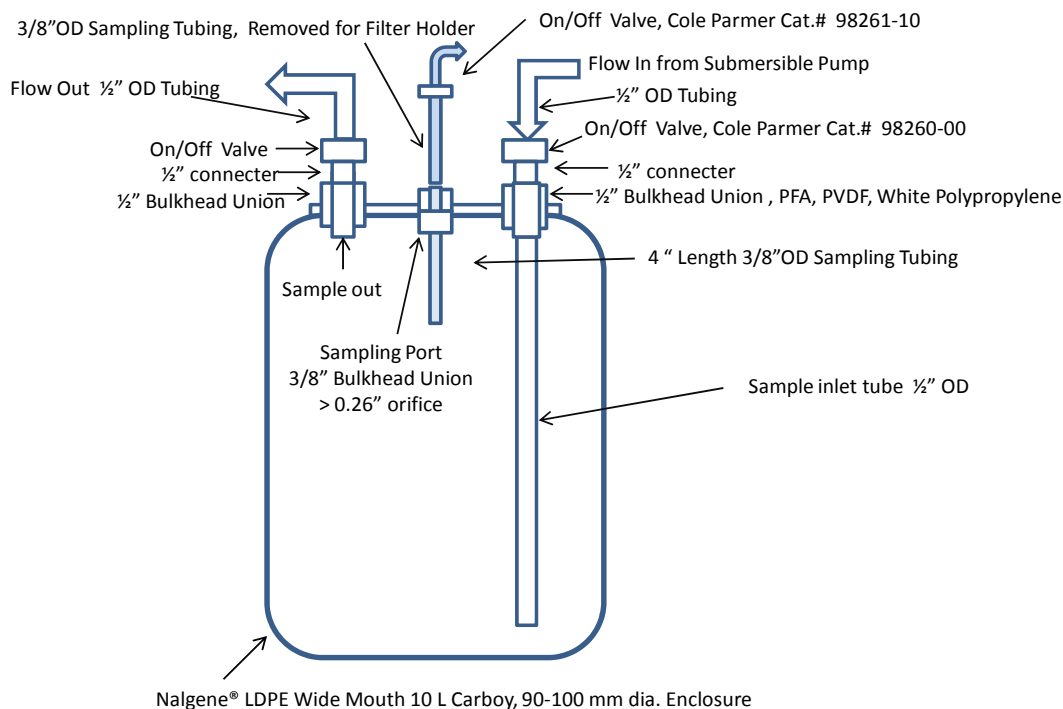 3/8”OD Sampling Tubing, Removed for Filter Holder
On/Off Valve, Cole Parmer Cat.# 98261-10
Flow In from Submersible Pump
Flow Out ½” OD Tubing
½” OD Tubing
On/Off Valve, Cole Parmer Cat.# 98260-00
On/Off Valve
½” connecter
½” connecter
½” Bulkhead Union
½” Bulkhead Union , PFA, PVDF, White Polypropylene
4 “ Length 3/8”OD Sampling Tubing
Sample out
Sampling Port
3/8” Bulkhead Union
> 0.26” orifice
Sample inlet tube ½” OD
Nalgene® LDPE Wide Mouth 10 L Carboy, 90-100 mm dia. Enclosure